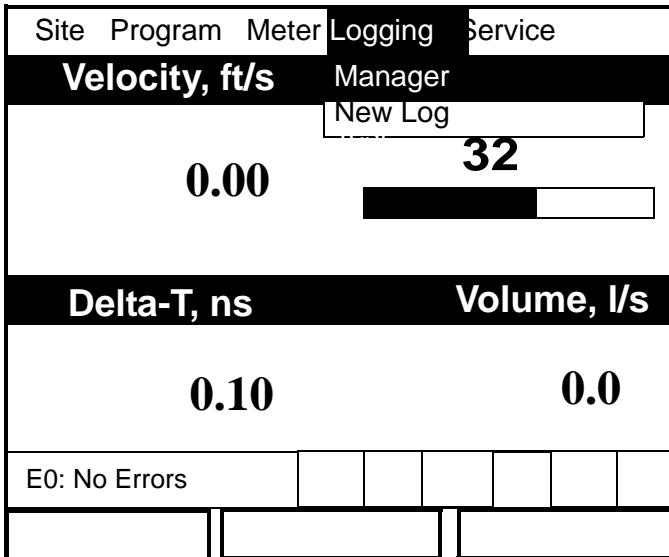 Site Program Meter Logging Service
Velocity, ft/s
Manager
New Log
0.00
32
Delta-T, ns
Volume, l/s
0.10
0.0
E0: No Errors